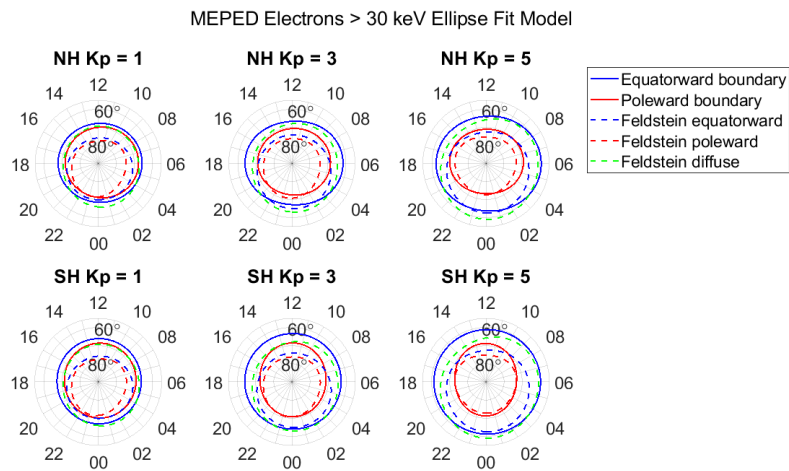 MEPED Electrons > 30 keV Ellipse Fit Model
NH Kp = 1
12
14 10
16 60° 08
80°
18 06
20 04
22 02
00
NH Kp = 3
12
14 10
16 60° 08
80°
18 06
20 04
22 02
00
NH Kp = 5
12
14 10
16 60° 08
80°
18 06
20 04
22 02
00
Equatorward boundary
Poleward boundary
Feldstein equatorward
Feldstein poleward
Feldstein diffuse
SH Kp = 1
12
14 10
16 60° 08
80°
18 06
20 04
22 02
00
SH Kp = 3
12
14 10
16 60° 08
80°
18 06
20 04
22 02
00
SH Kp = 5
12
14 10
16 60° 08
80°
18 06
20 04
22 02
00